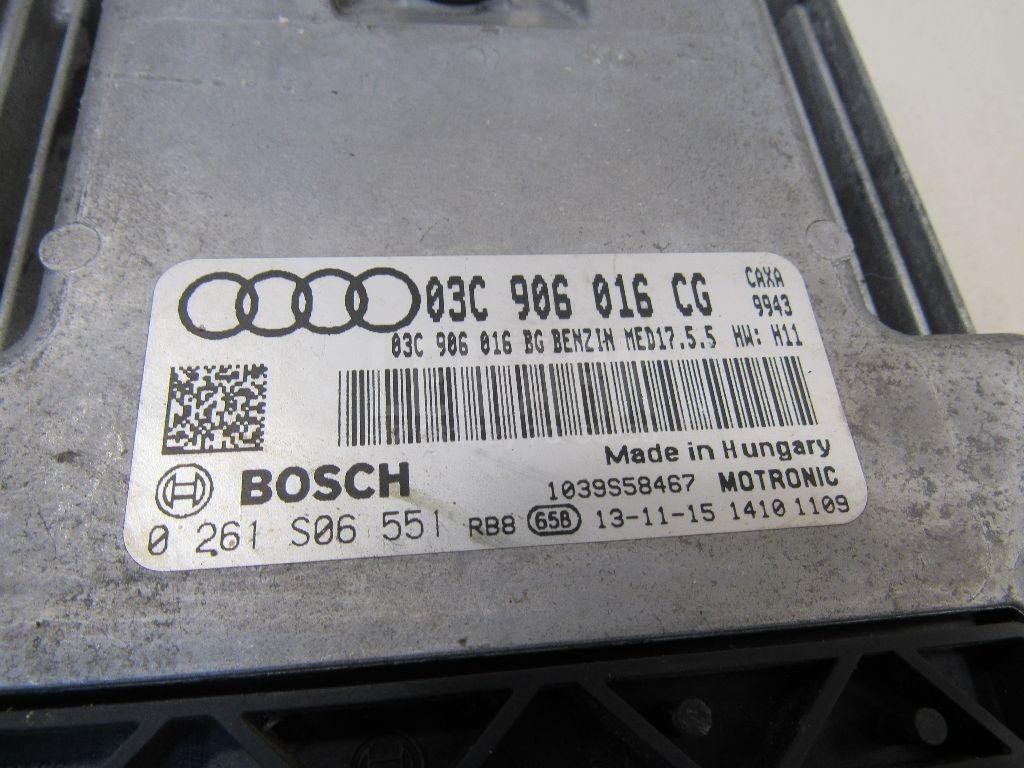 03C 906 016 CG CAXA
9943
03C 906 016 BG BENZIN MED17.5.5 HW: H11
Made in Hungary
BOSCH 1039S58467 MOTRONIC
0 261 S06 551 RB8 65B 13-11-15 1410 1109